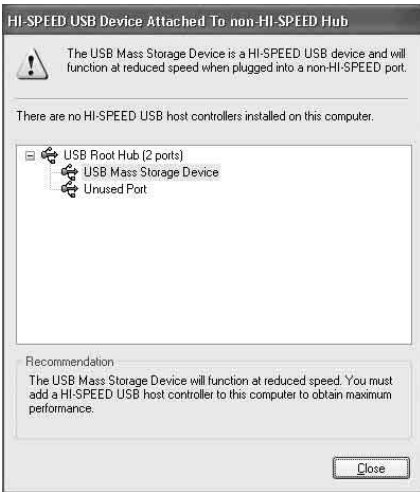 HI-SPEED USB Device Attached To non-HI-SPEED Hub
The USB Mass Storage Device is a HI-SPEED USB device and will
function at reduced speed when plugged into a non-HI-SPEED port.
There are no HI-SPEED USB host controllers installed on this computer.
USB Root Hub (2 ports)
USB Mass Storage Device
Unused Port
Recommendation
The USB Mass Storage Device will function at reduced speed. You must
add a HI-SPEED USB host controller to this computer to obtain maximum
performance.
Close